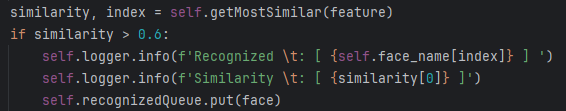 similarity, index = self.getMostSimilar(feature)
if similarity > 0.6:
    self.logger.info(f'Recognized \t: [ {self.face_name[index]} ] ')
    self.logger.info(f'Similarity \t: [ {similarity[0]} ]')
    self.recognizedQueue.put(face)